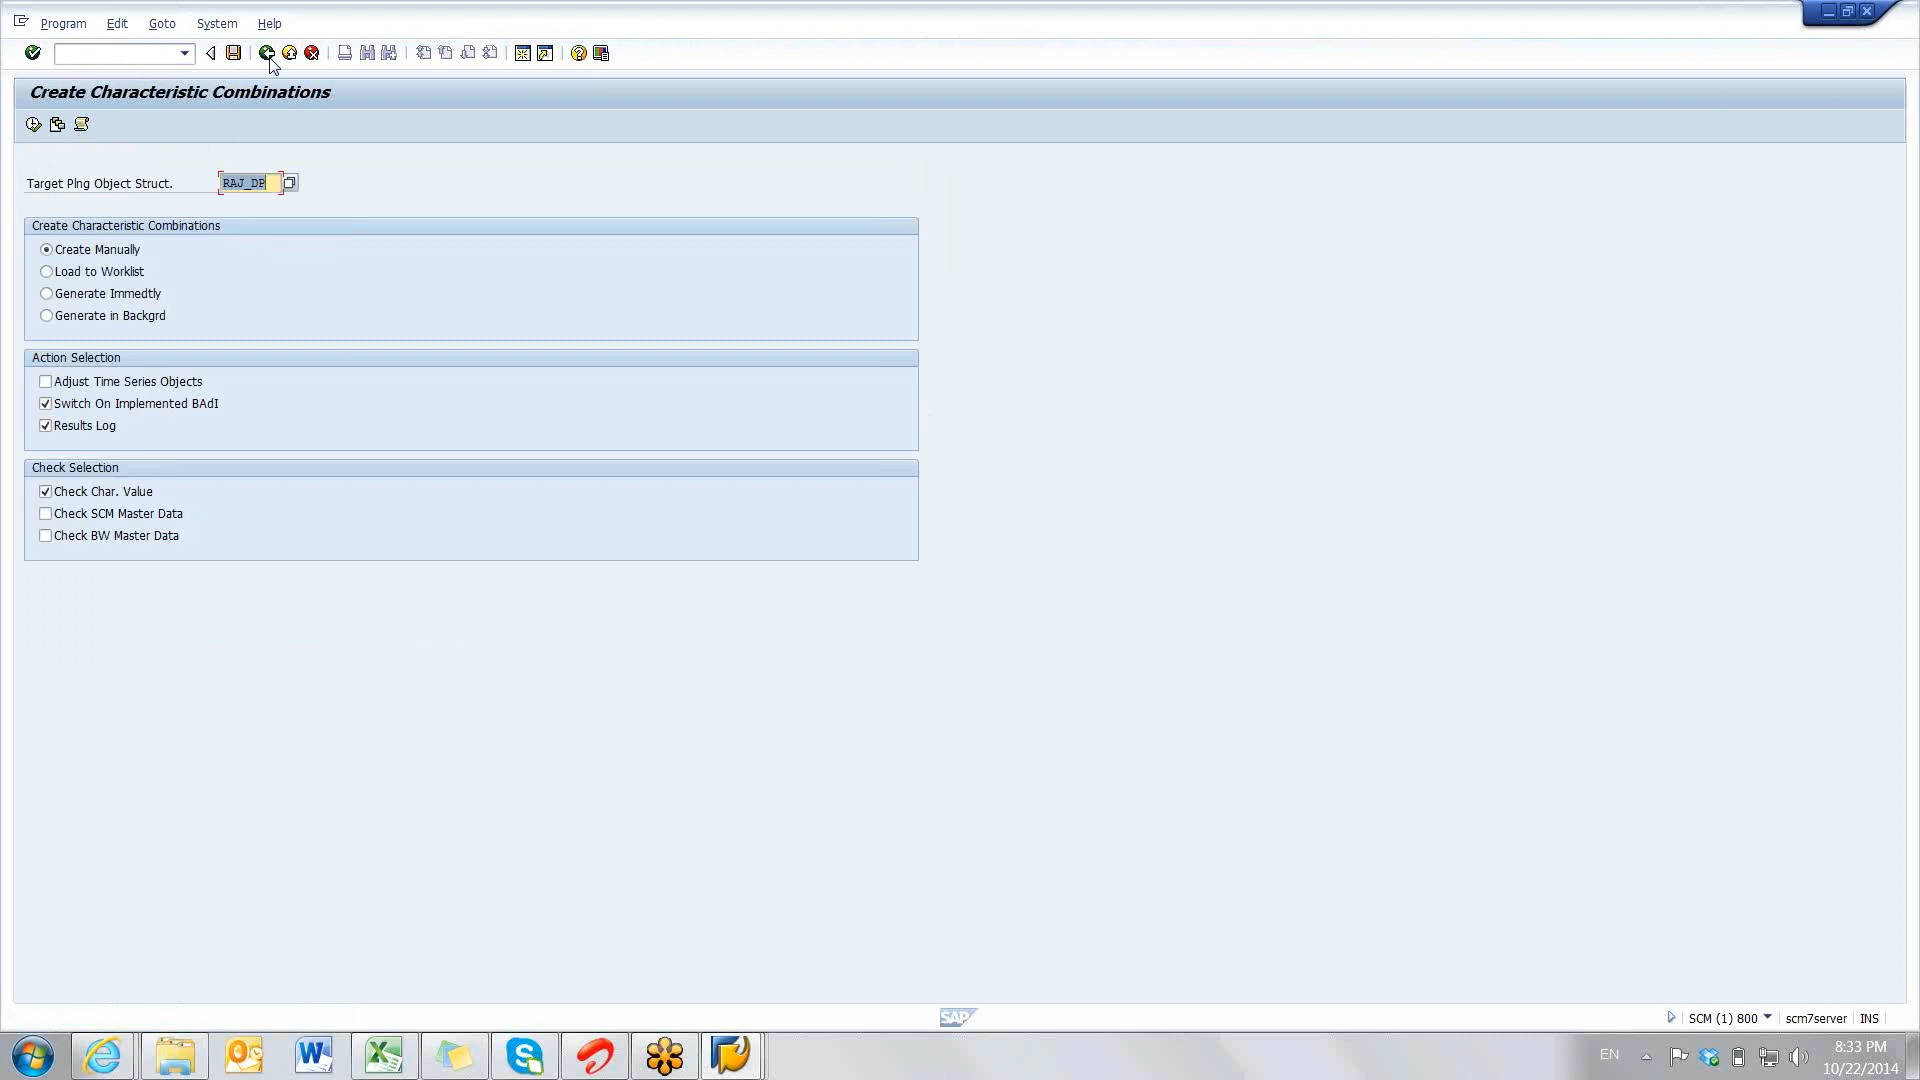 Program Edit Goto System Help
Create Characteristic Combinations
Target Plng Object Struct. RAJ_DP
Create Characteristic Combinations
Create Manually
Load to Worklist
Generate Immedtly
Generate in Backgrd
Action Selection
Adjust Time Series Objects
Switch On Implemented BAdI
Results Log
Check Selection
Check Char. Value
Check SCM Master Data
Check BW Master Data
SAP
SCM (1) 800 scm7server INS
EN
8:33 PM
10/22/2014